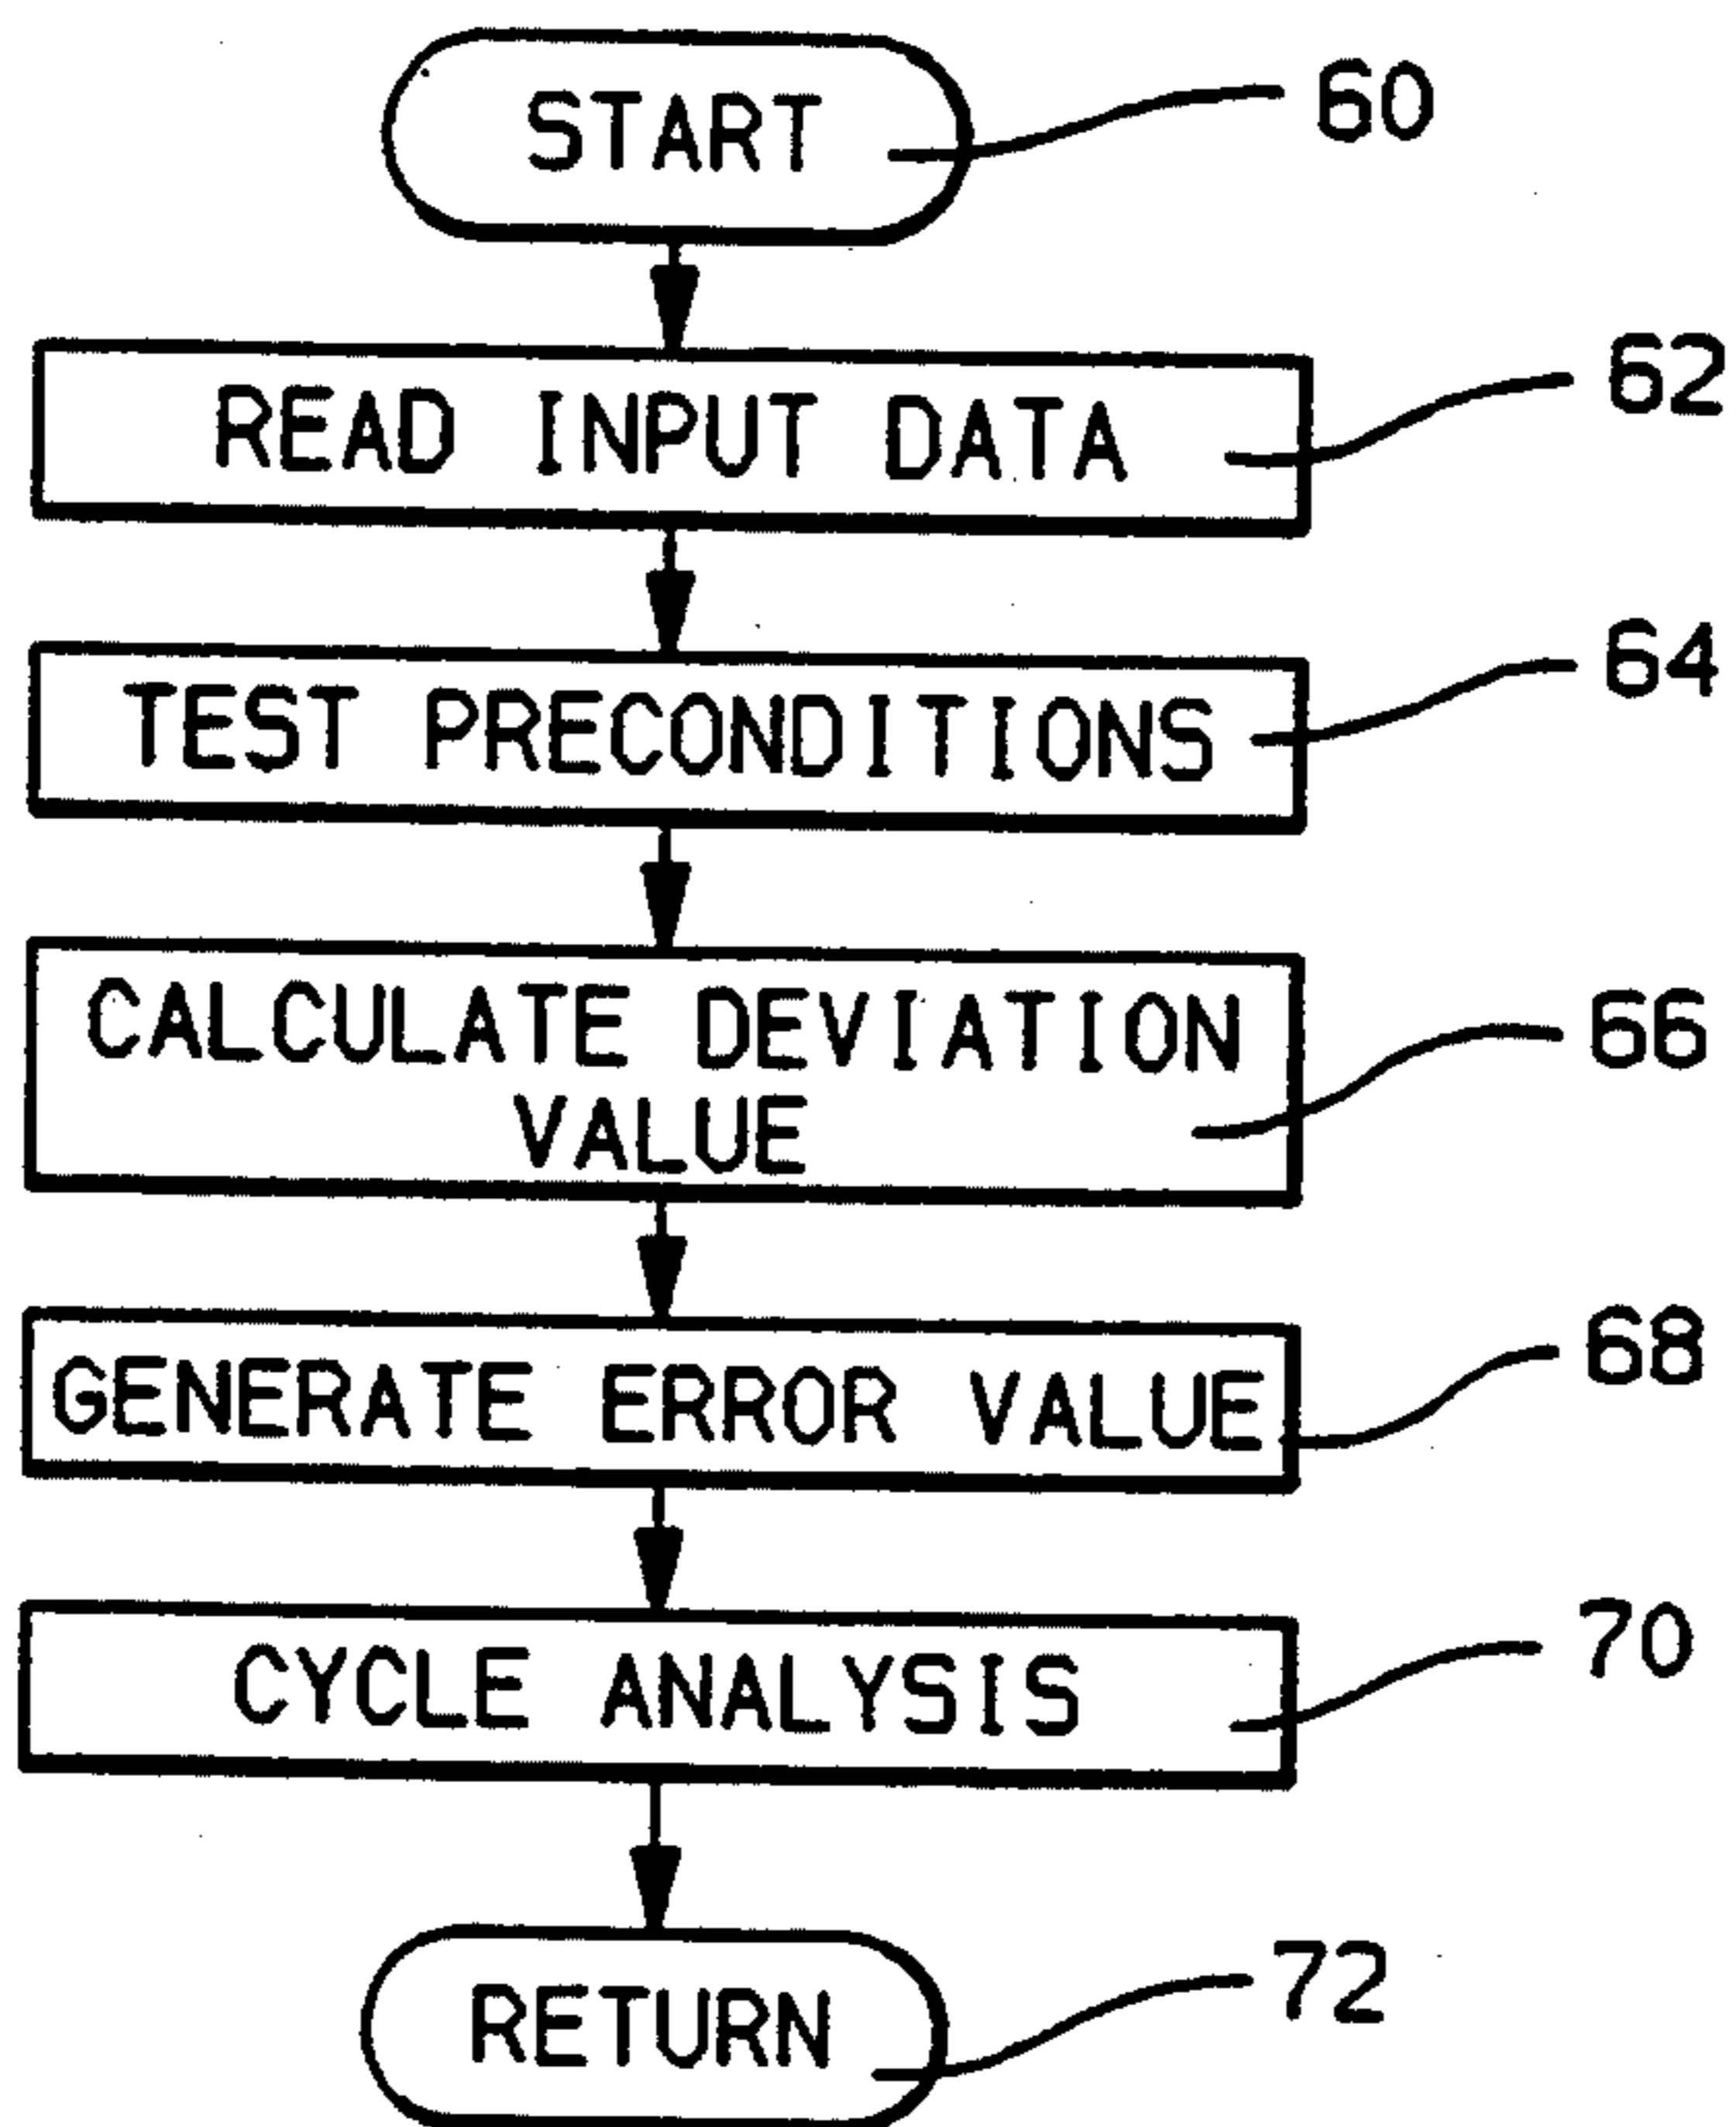 START
60
READ INPUT DATA
62
TEST PRECONDITIONS
64
CALCULATE DEVIATION
VALUE
66
GENERATE ERROR VALUE
68
CYCLE ANALYSIS
70
RETURN
72